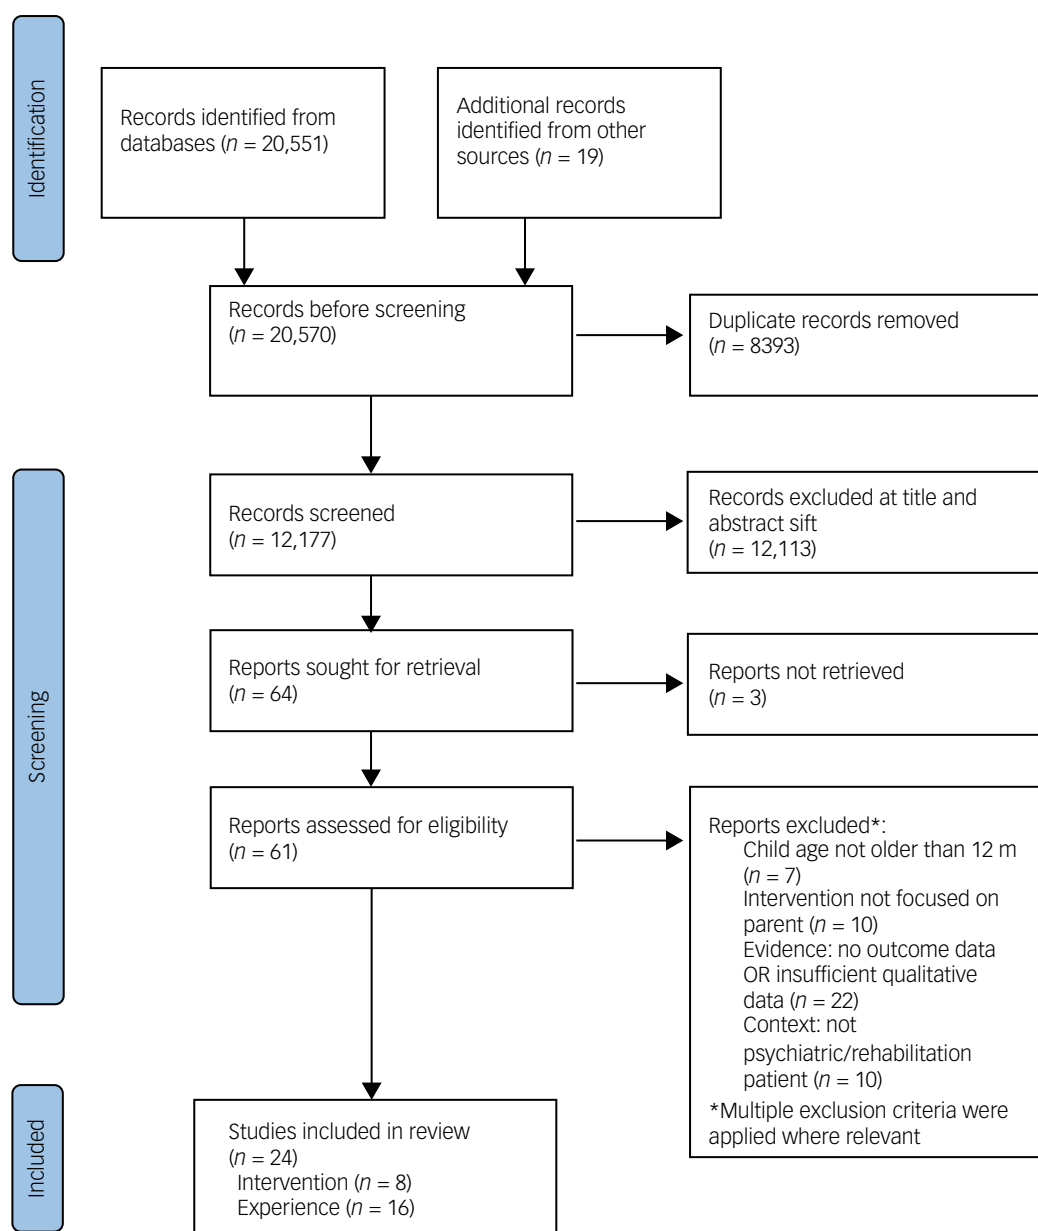 Identification
Records identified from
databases (n = 20,551)
Additional records
identified from other
sources (n = 19)
Records before screening
(n = 20,570)
Duplicate records removed
(n = 8393)
Screening
Records screened
(n = 12,177)
Records excluded at title and
abstract sift
(n = 12,113)
Reports sought for retrieval
(n = 64)
Reports not retrieved
(n = 3)
Reports assessed for eligibility
(n = 61)
Reports excluded*:
Child age not older than 12 m
(n = 7)
Intervention not focused on
parent (n = 10)
Evidence: no outcome data
OR insufficient qualitative
data (n = 22)
Context: not
psychiatric/rehabilitation
patient (n = 10)
*Multiple exclusion criteria were
applied where relevant
Included
Studies included in review
(n = 24)
Intervention (n = 8)
Experience (n = 16)